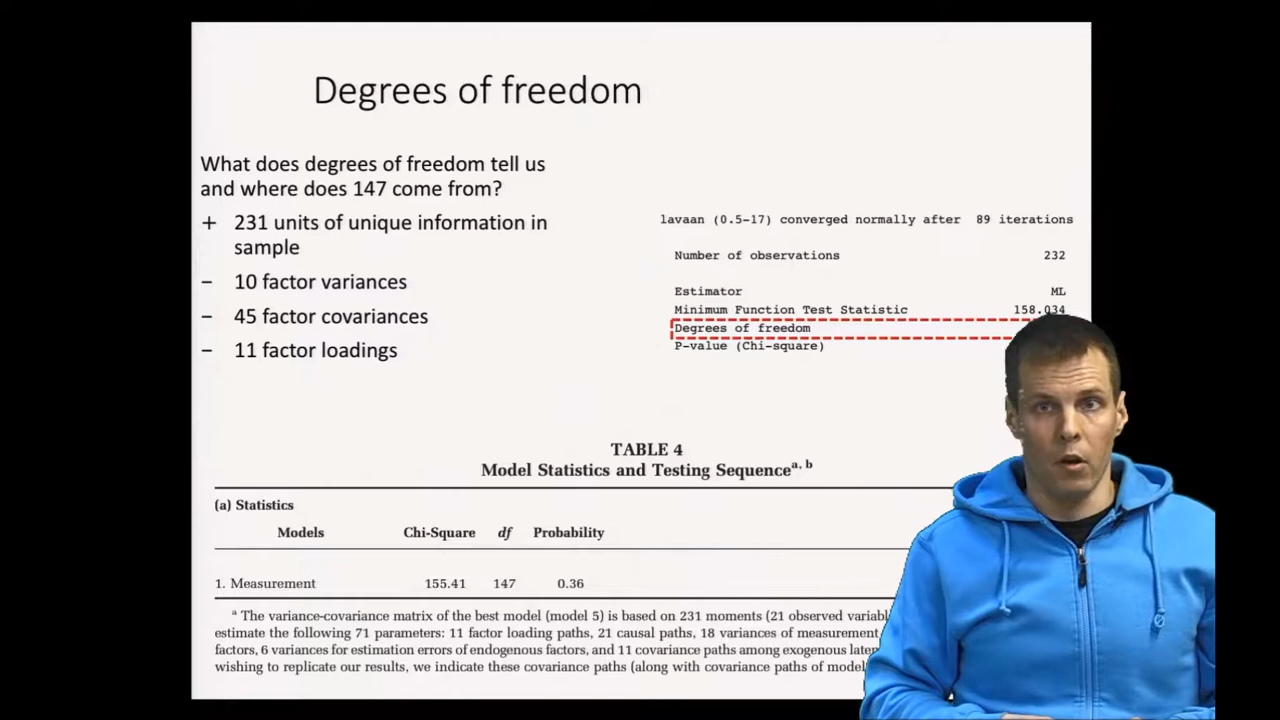 Degrees of freedom
What does degrees of freedom tell us
and where does 147 come from?
+ 231 units of unique information in
sample
− 10 factor variances
− 45 factor covariances
− 11 factor loadings
lavaan (0.5-17) converged normally after 89 iterations
Number of observations 232
Estimator ML
Minimum Function Test Statistic 158.034
Degrees of freedom
P-value (Chi-square)
TABLE 4
Model Statistics and Testing Sequence a, b
(a) Statistics
Models Chi-Square df Probability
1. Measurement 155.41 147 0.36
a The variance-covariance matrix of the best model (model 5) is based on 231 moments (21 observed
estimate the following 71 parameters: 11 factor loading paths, 21 causal paths, 18 variances of measurement
factors, 6 variances for estimation errors of endogenous factors, and 11 covariance paths among exogenous
wishing to replicate our results, we indicate these covariance paths (along with covariance paths of